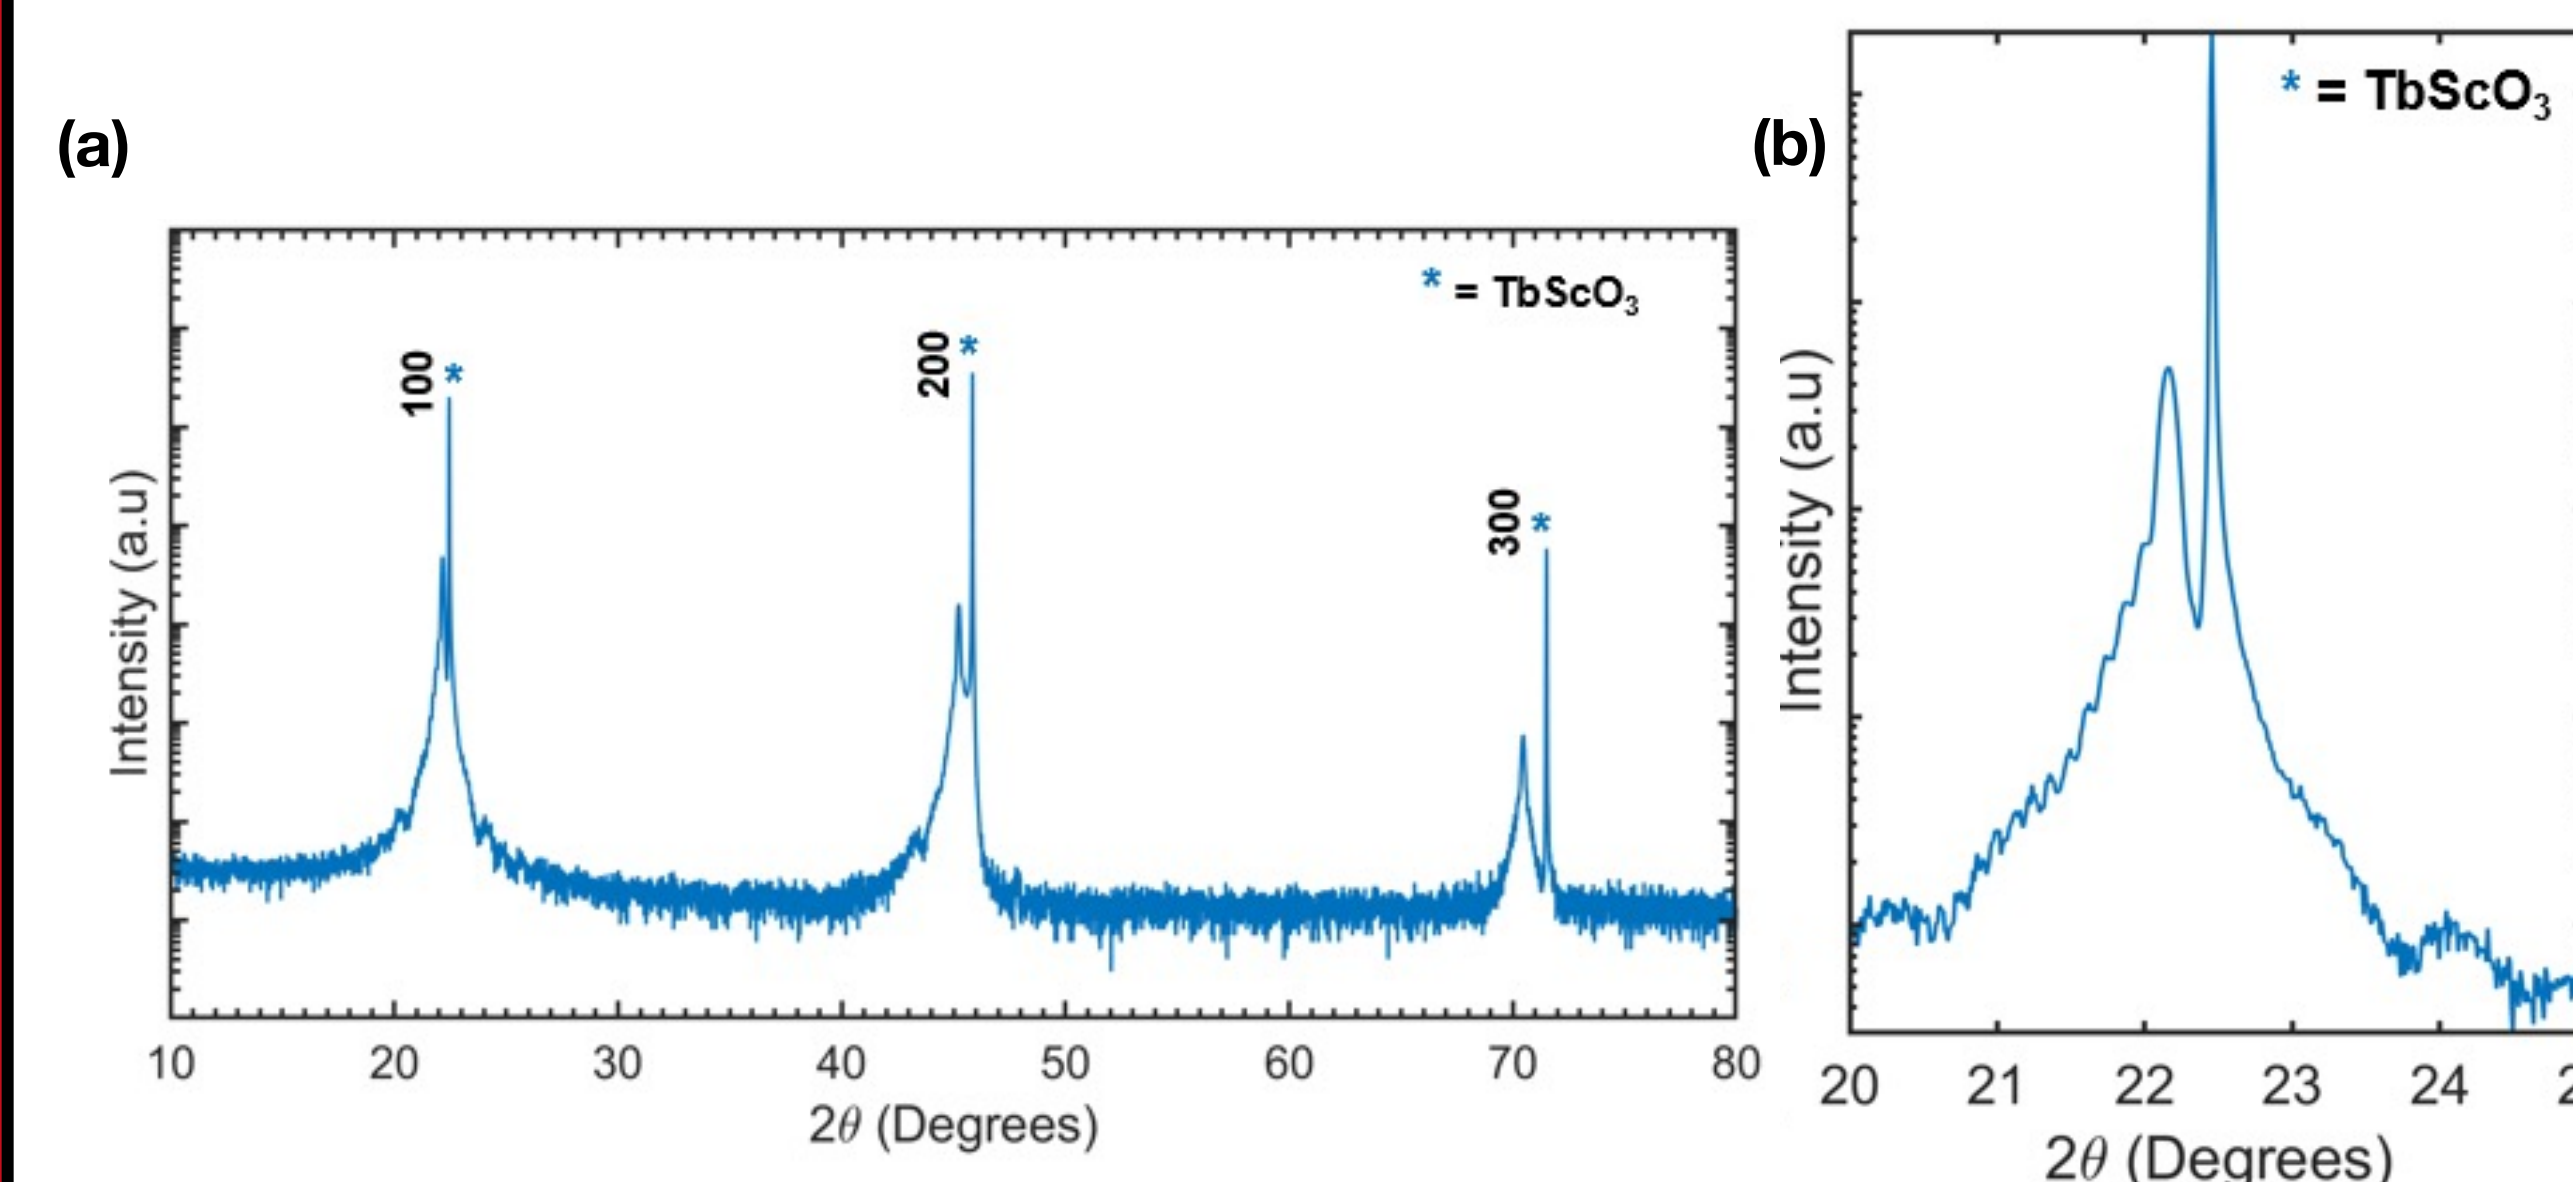 (a)
* = TbScO₃
100
*
200
*
300
*
Intensity (a.u)
10 20 30 40 50 60 70 80
2θ (Degrees)
(b)
* = TbScO₃
Intensity (a.u)
20 21 22 23 24 2
2θ (Degrees)